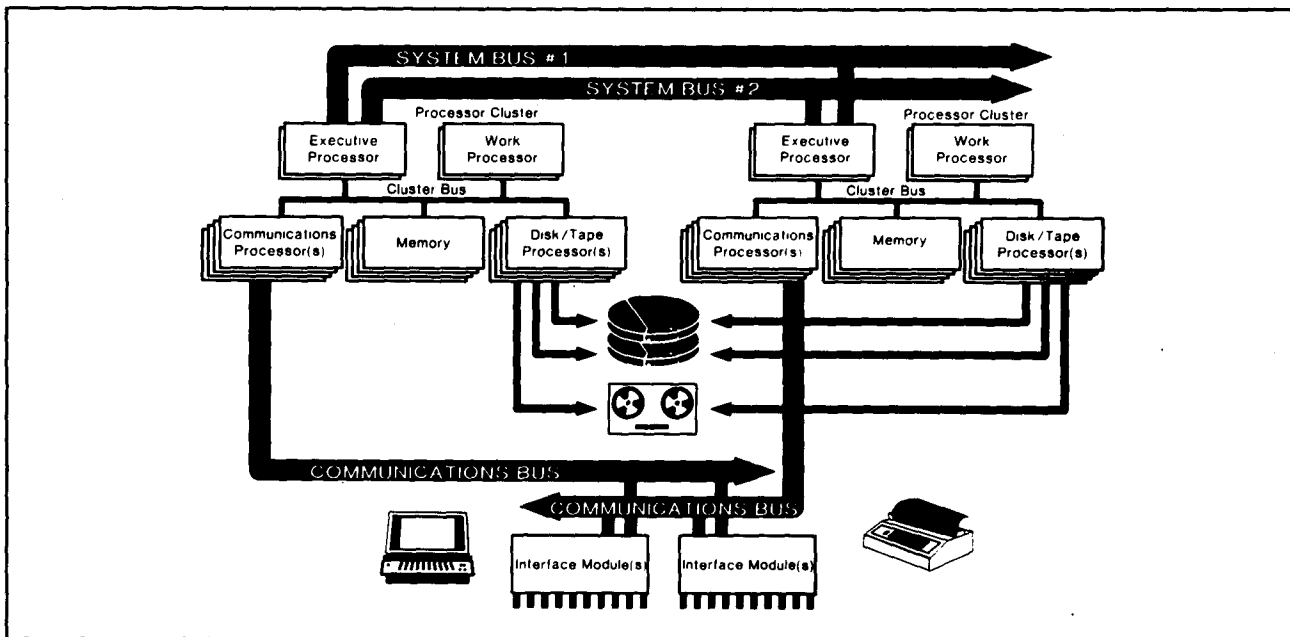 SYSTEM BUS #1
SYSTEM BUS #2
Processor Cluster
Processor Cluster
Executive
Processor
Work
Processor
Executive
Processor
Work
Processor
Cluster Bus
Cluster Bus
Communications
Processor(s)
Memory
Disk/Tape
Processor(s)
Communications
Processor(s)
Memory
Disk/Tape
Processor(s)
COMMUNICATIONS BUS
COMMUNICATIONS BUS
Interface Module(s)
Interface Module(s)